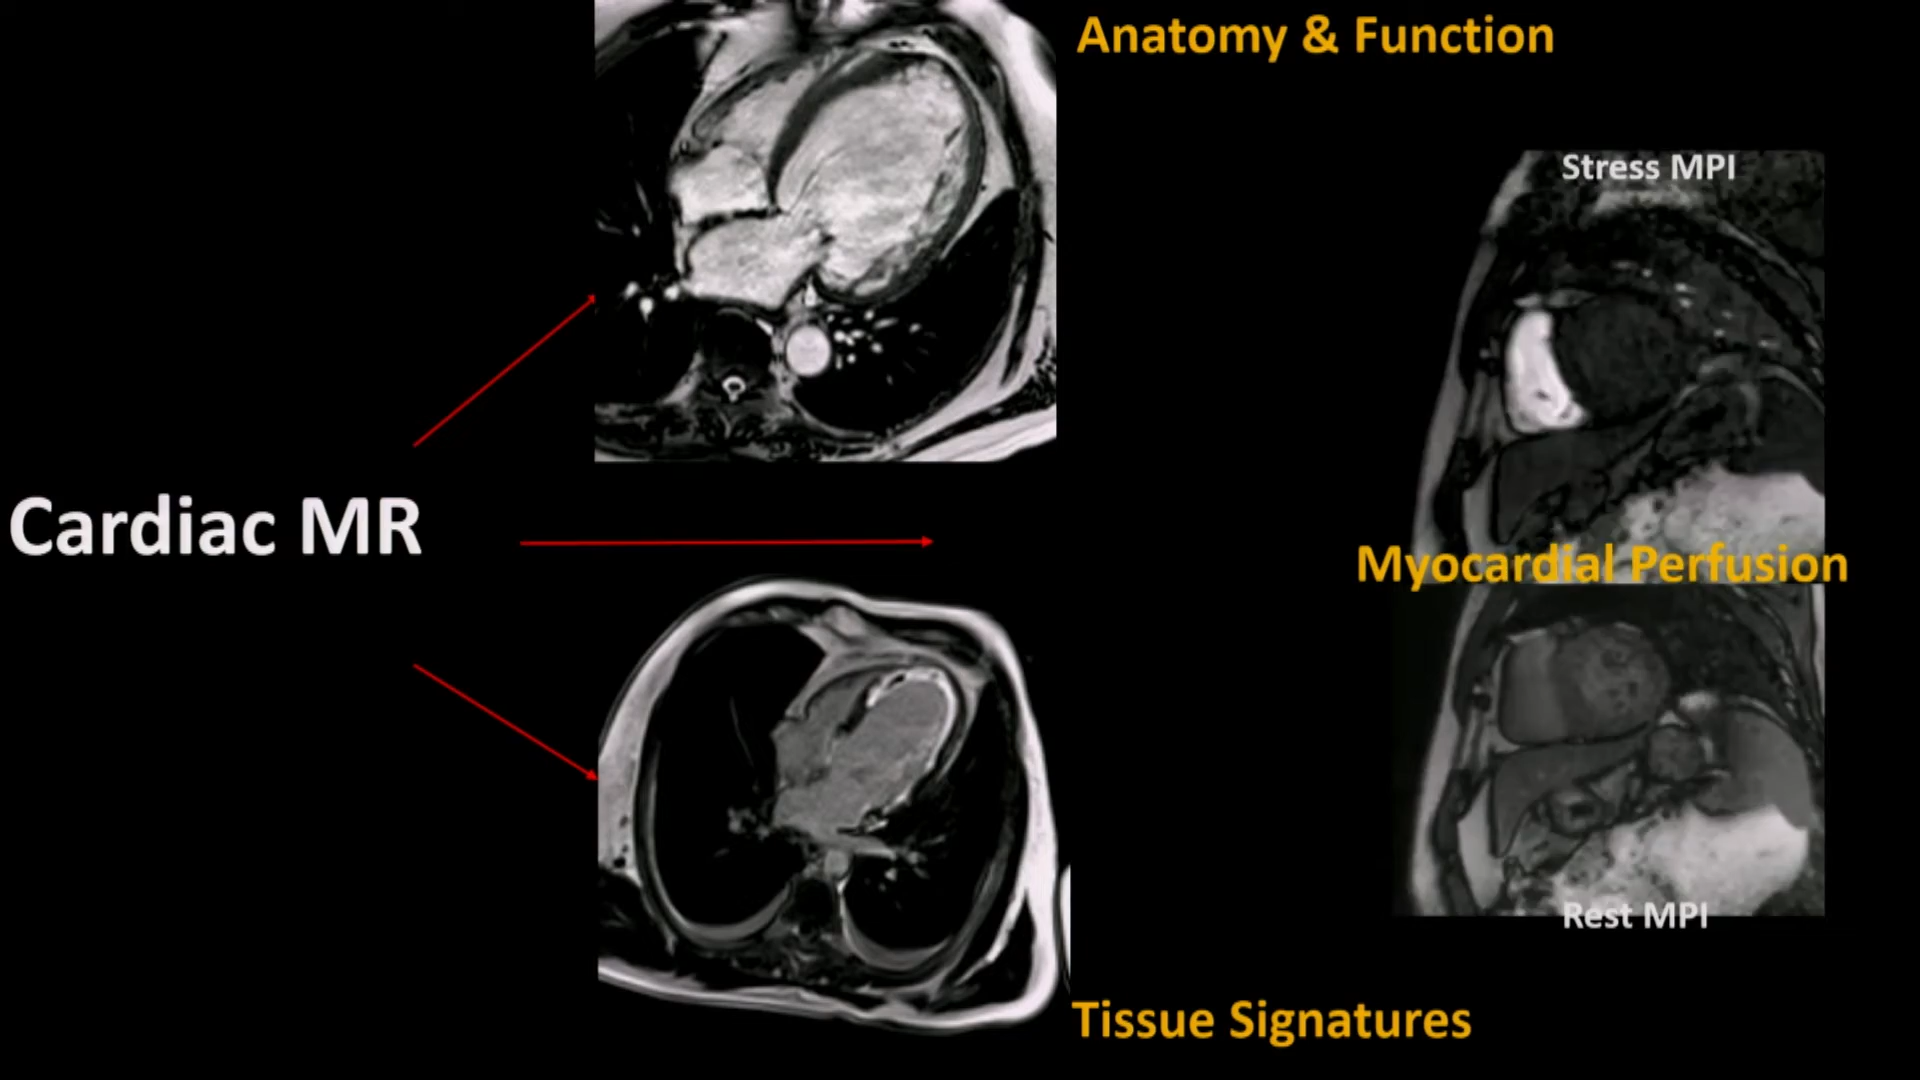 Anatomy & Function
Stress MPI
Cardiac MR
Myocardial Perfusion
Rest MPI
Tissue Signatures